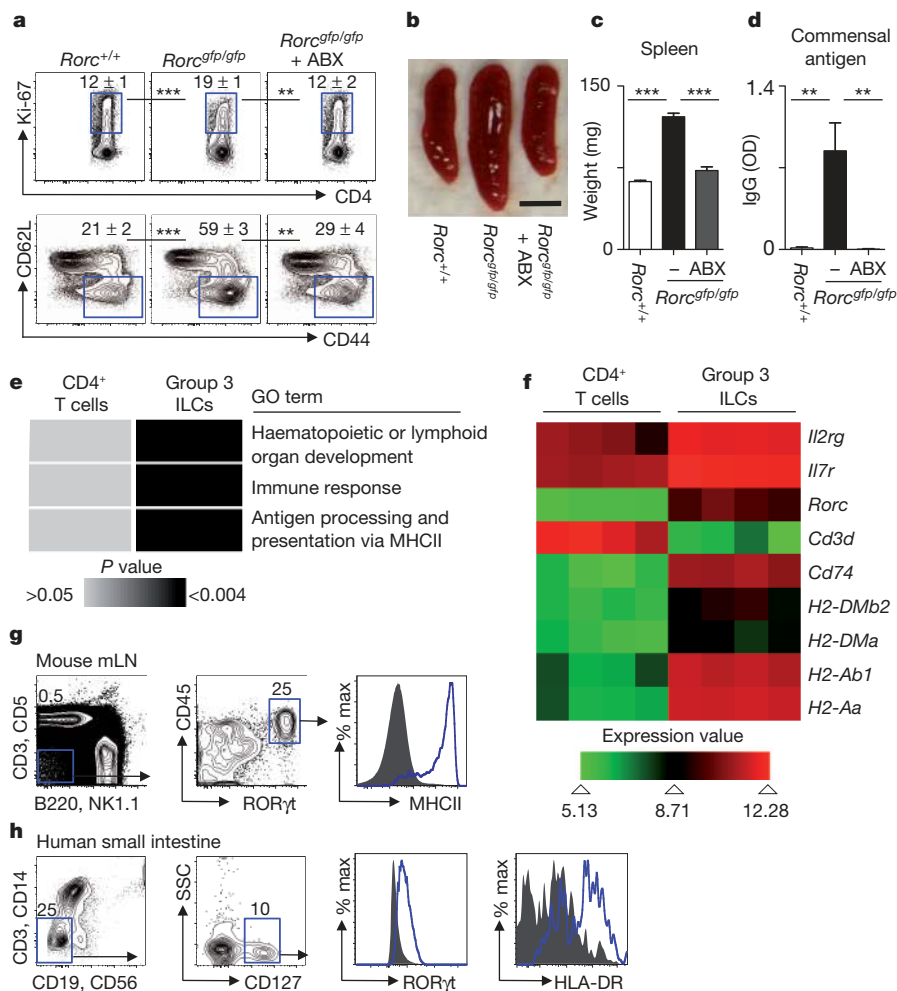 a
Rorc+/+
Rorcgfp/gfp
Rorcgfp/gfp
+ ABX
12 ± 1
***
19 ± 1
**
12 ± 2
Ki-67
CD4
21 ± 2
***
59 ± 3
**
29 ± 4
CD62L
CD44
b
Rorc+/+
Rorcgfp/gfp
Rorcgfp/gfp
+ ABX
c
Spleen
150
***
***
Weight (mg)
0
Rorc+/+
– ABX
Rorcgfp/gfp
d
Commensal
antigen
1.4
**
**
IgG (OD)
0
Rorc+/+
– ABX
Rorcgfp/gfp
e
CD4+
T cells
Group 3
ILCs
GO term
Haematopoietic or lymphoid
organ development
Immune response
Antigen processing and
presentation via MHCII
P value
>0.05
<0.004
f
CD4+
T cells
Group 3
ILCs
Il2rg
Il7r
Rorc
Cd3d
Cd74
H2-DMb2
H2-DMa
H2-Ab1
H2-Aa
Expression value
5.13
8.71
12.28
g
Mouse mLN
0.5
CD3, CD5
B220, NK1.1
25
CD45
RORγt
% max
MHCII
h
Human small intestine
25
CD3, CD14
CD19, CD56
10
SSC
CD127
% max
RORγt
% max
HLA-DR